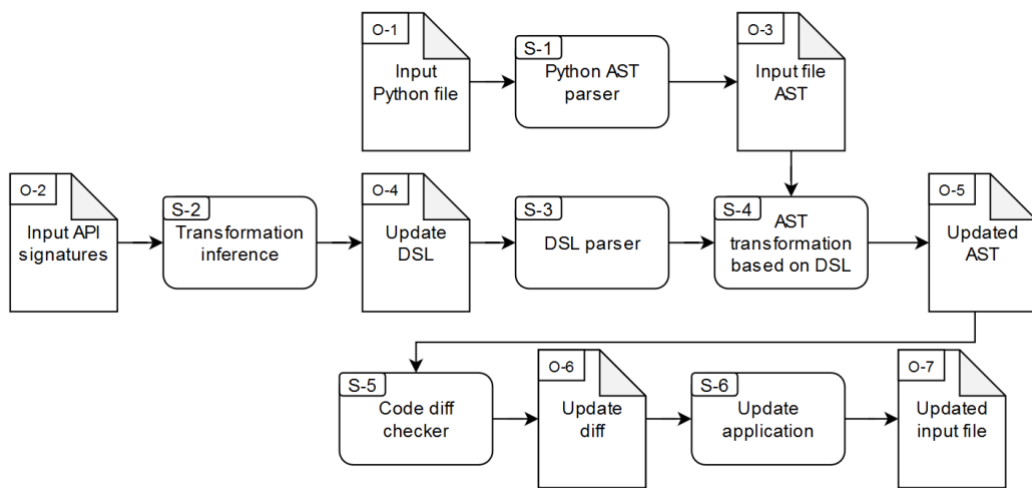 O-1
Input
Python file
S-1
Python AST
parser
O-3
Input file
AST
O-2
Input API
signatures
S-2
Transformation
inference
O-4
Update
DSL
S-3
DSL parser
S-4
AST
transformation
based on DSL
O-5
Updated
AST
S-5
Code diff
checker
O-6
Update
diff
S-6
Update
application
O-7
Updated
input file